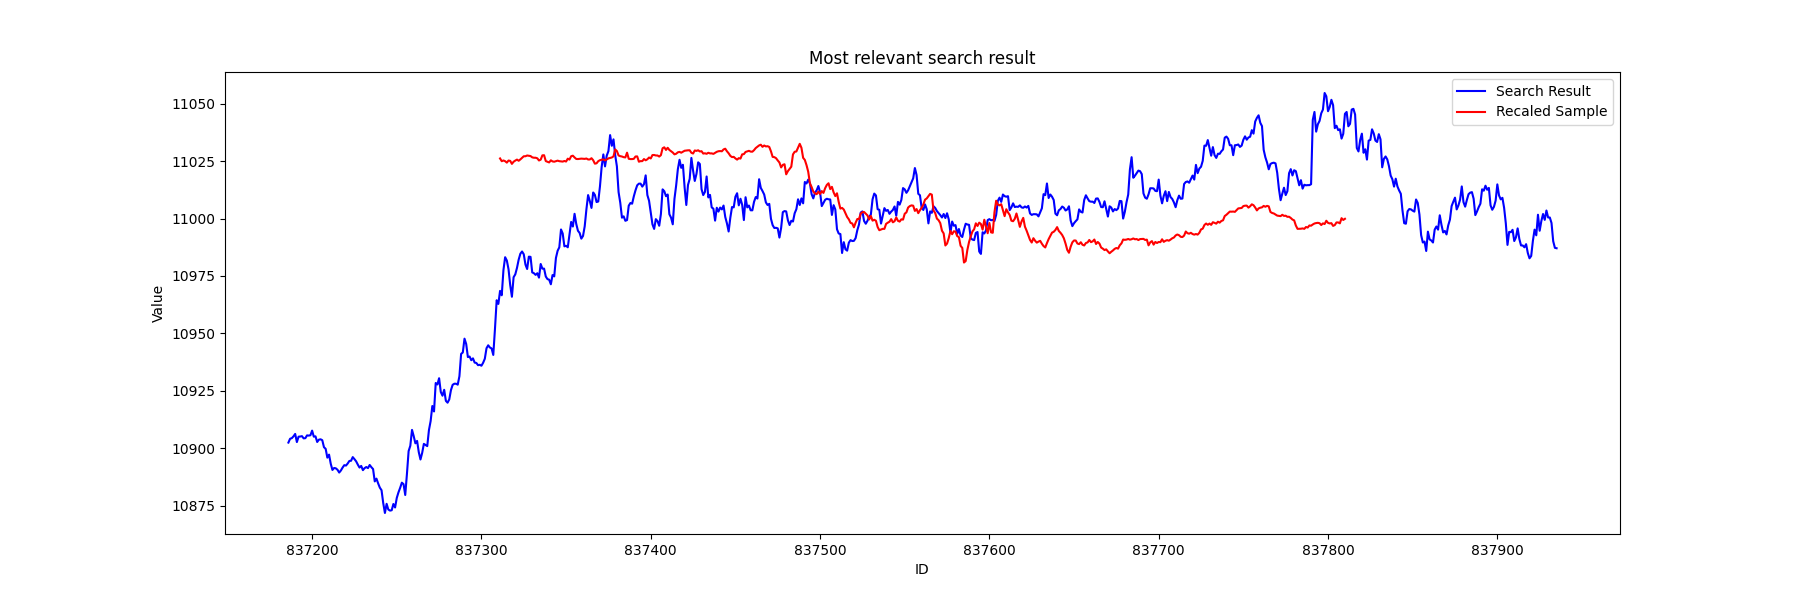 Most relevant search result
Search Result
Recaled Sample
11050
11025
11000
10975
10950
10925
10900
10875
Value
837200 837300 837400 837500 837600 837700 837800 837900
ID